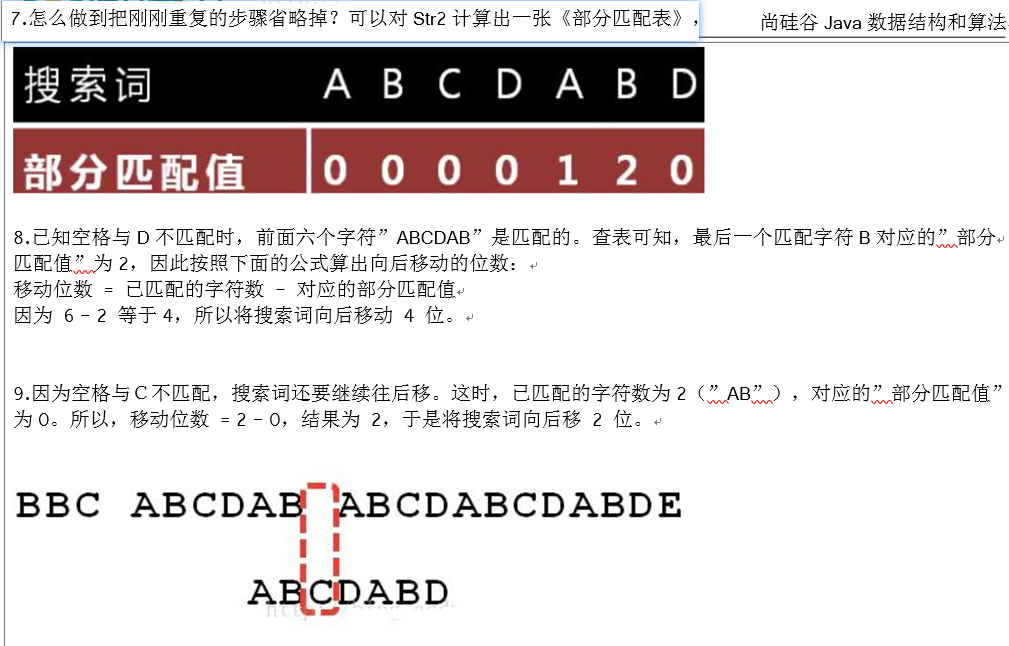 7.怎么做到把刚刚重复的步骤省略掉？可以对 Str2 计算出一张《部分匹配表》，
尚硅谷 Java 数据结构和算法
搜索词 A B C D A B D
部分匹配值 0 0 0 0 1 2 0
8.已知空格与 D 不匹配时，前面六个字符”ABCDAB”是匹配的。查表可知，最后一个匹配字符 B 对应的”部分
匹配值”为 2，因此按照下面的公式算出向后移动的位数：
移动位数 = 已匹配的字符数 - 对应的部分匹配值
因为 6 - 2 等于 4，所以将搜索词向后移动 4 位。
9.因为空格与 C 不匹配，搜索词还要继续往后移。这时，已匹配的字符数为 2（”AB”），对应的”部分匹配值”
为 0。所以，移动位数 = 2 - 0，结果为 2，于是将搜索词向后移 2 位。
BBC ABCDAB ABCDABCDABDE
ABCDABD